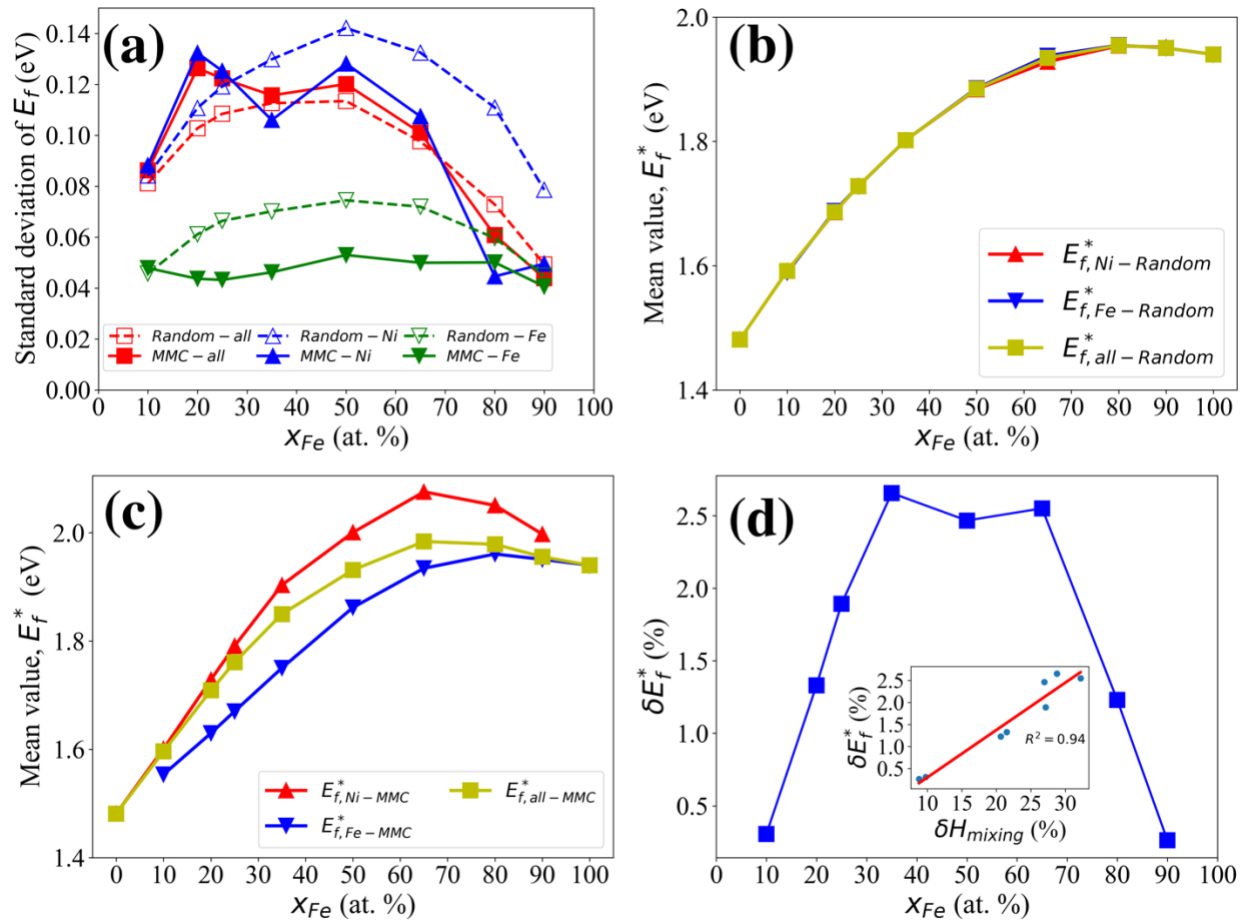 (a)
Standard deviation of E_f (eV)
0.14
0.12
0.10
0.08
0.06
0.04
0.02
0.00
Random − all
Random − Ni
Random − Fe
MMC − all
MMC − Ni
MMC − Fe
0 10 20 30 40 50 60 70 80 90 100
x_Fe (at. %)
(b)
Mean value, E_f^* (eV)
2.0
1.8
1.6
1.4
E^*_f,Ni − Random
E^*_f,Fe − Random
E^*_f,all − Random
0 10 20 30 40 50 60 70 80 90 100
x_Fe (at. %)
(c)
Mean value, E_f^* (eV)
2.0
1.8
1.6
1.4
E^*_f,Ni − MMC
E^*_f,all − MMC
E^*_f,Fe − MMC
0 10 20 30 40 50 60 70 80 90 100
x_Fe (at. %)
(d)
δE_f^* (%)
2.5
2.0
1.5
1.0
0.5
δE_f^* (%)
2.5
2.0
1.5
1.0
0.5
R² = 0.94
10 20 30
δH_mixing (%)
0 10 20 30 40 50 60 70 80 90 100
x_Fe (at. %)